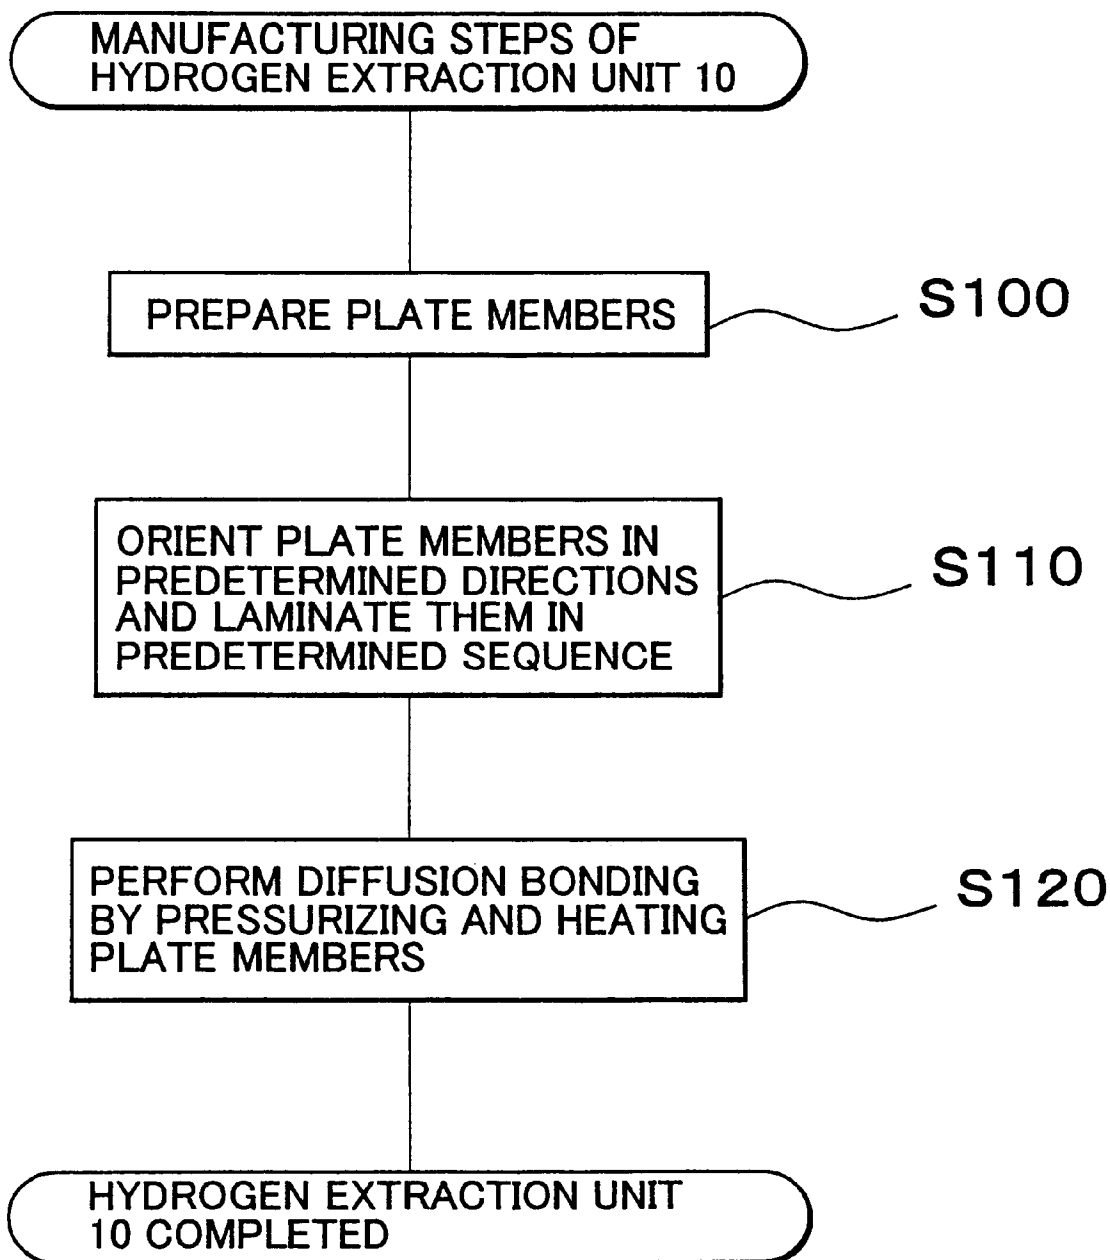 MANUFACTURING STEPS OF
HYDROGEN EXTRACTION UNIT 10
PREPARE PLATE MEMBERS
S100
ORIENT PLATE MEMBERS IN
PREDETERMINED DIRECTIONS
AND LAMINATE THEM IN
PREDETERMINED SEQUENCE
S110
PERFORM DIFFUSION BONDING
BY PRESSURIZING AND HEATING
PLATE MEMBERS
S120
HYDROGEN EXTRACTION UNIT
10 COMPLETED